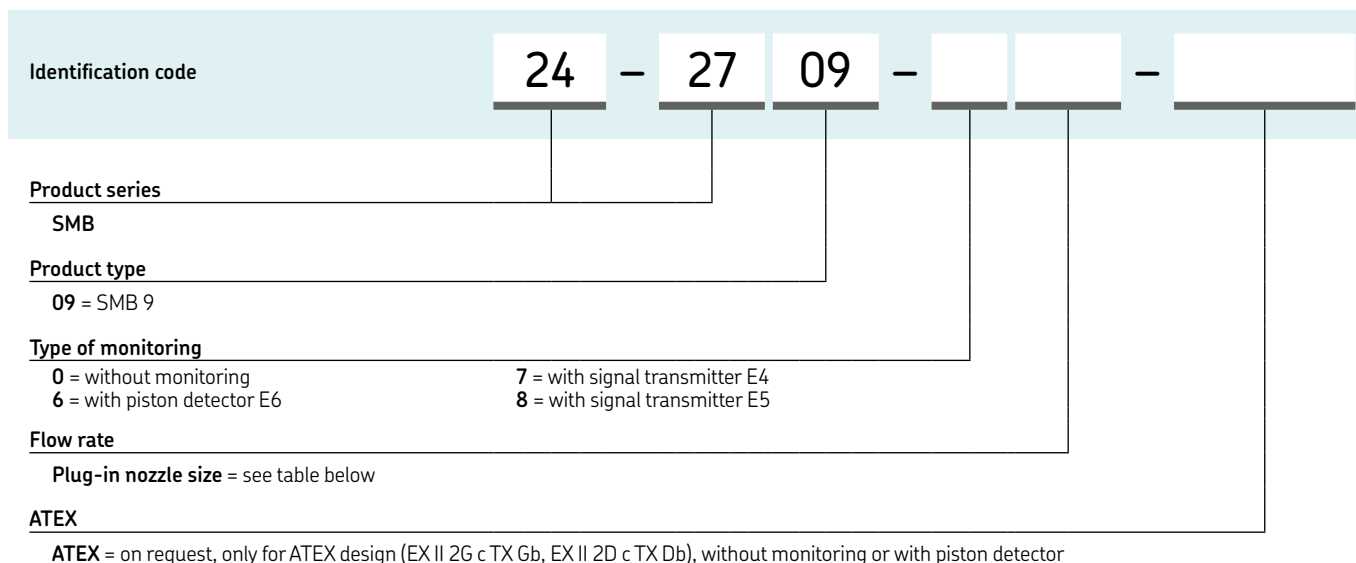 Identification code 24 – 27 09 – –
Product series
SMB
Product type
09 = SMB 9
Type of monitoring
0 = without monitoring 7 = with signal transmitter E4
6 = with piston detector E6 8 = with signal transmitter E5
Flow rate
Plug-in nozzle size = see table below
ATEX
ATEX = on request, only for ATEX design (EX II 2G c TX Gb, EX II 2D c TX Db), without monitoring or with piston detector